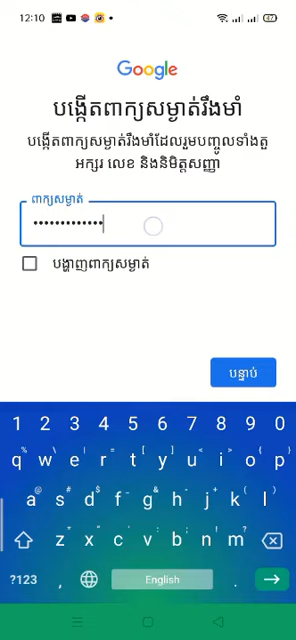 12:10
47
Google
បង្កើតពាក្យសម្ងាត់រឹងមាំ
បង្កើតពាក្យសម្ងាត់រឹងមាំដែលរួមបញ្ចូលទាំងតួ
អក្សរ លេខ និងនិមិត្តសញ្ញា
ពាក្យសម្ងាត់
•••••••••••••
បង្ហាញពាក្យសម្ងាត់
បន្ទាប់
1 2 3 4 5 6 7 8 9 0
q w e r t y u i o p
a s d f g h j k l
z x c v b n m
?123 , English .